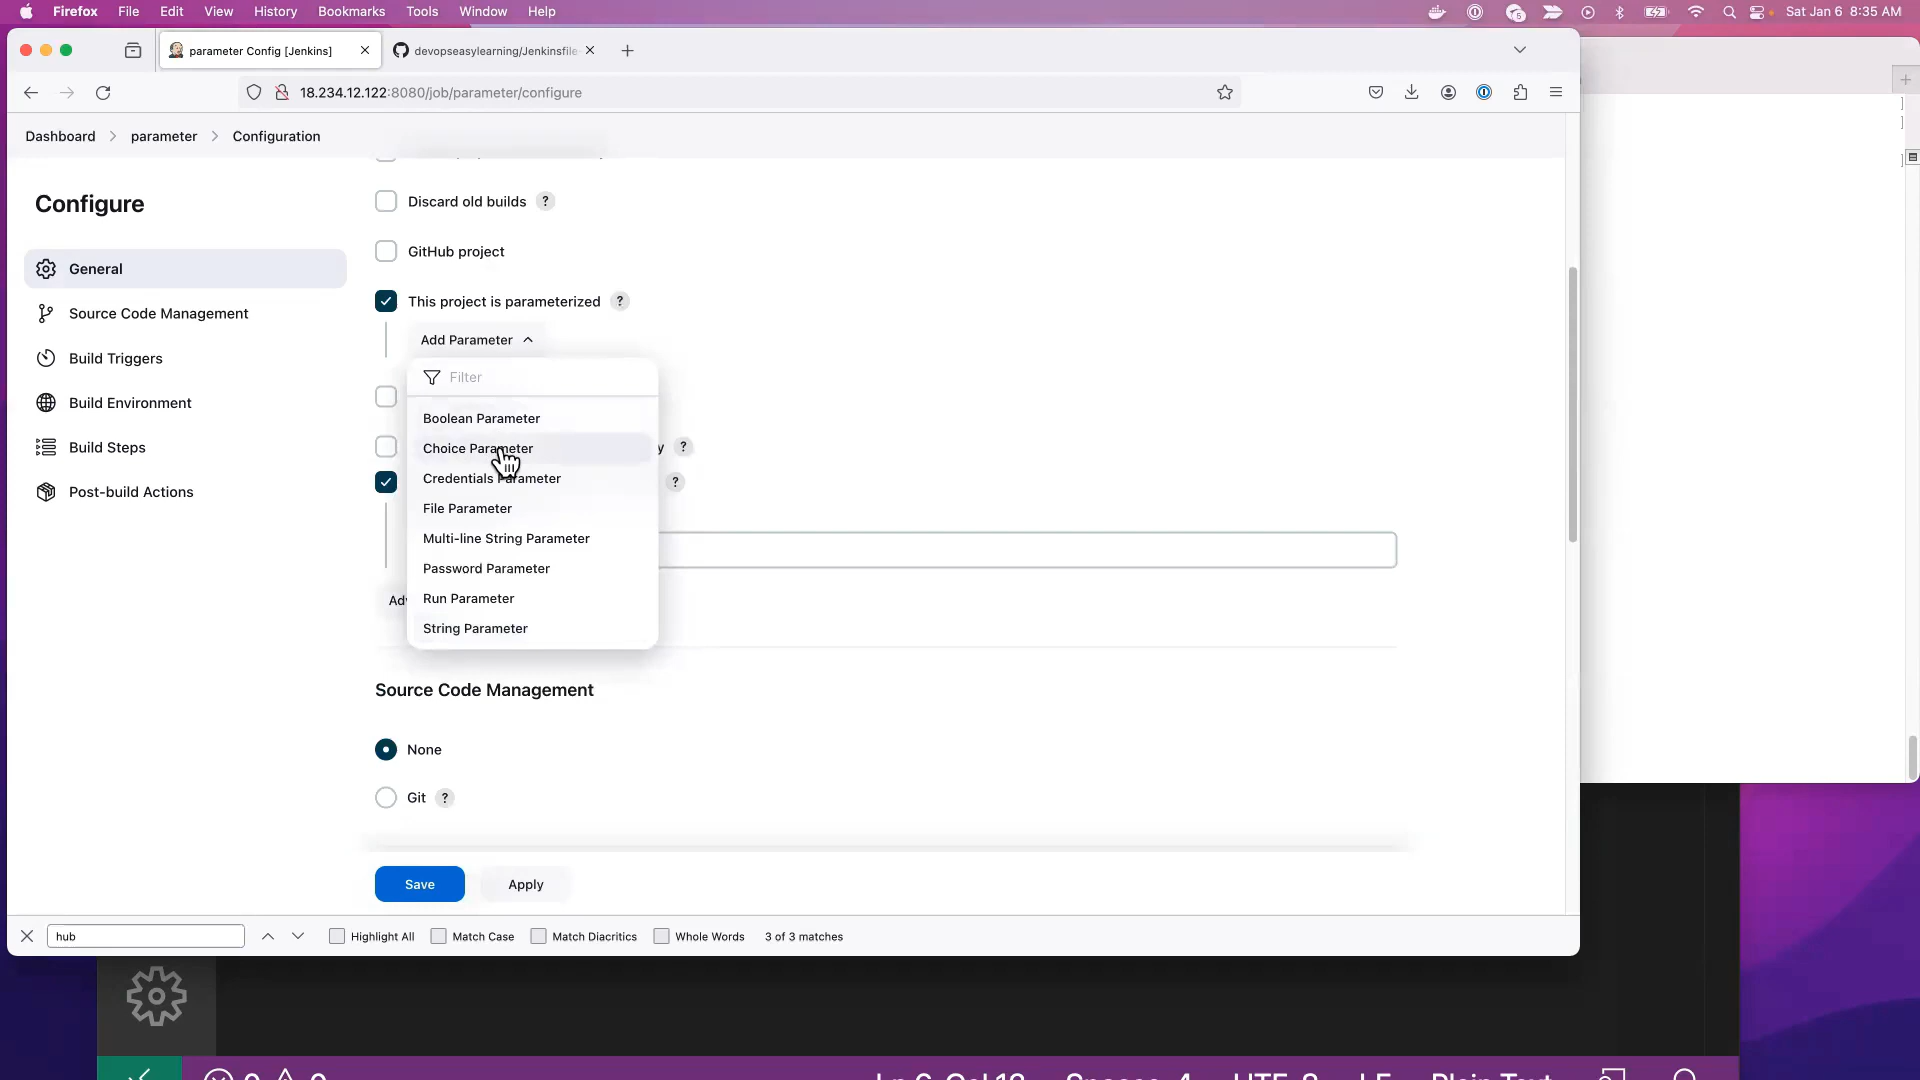 Firefox File Edit View History Bookmarks Tools Window Help
5
Sat Jan 6 8:35 AM
parameter Config [Jenkins]
devopseasylearning/Jenkinsfile
18.234.12.122:8080/job/parameter/configure
Dashboard
parameter
Configuration
Configure
General
Source Code Management
Build Triggers
Build Environment
Build Steps
Post-build Actions
Discard old builds ?
GitHub project
This project is parameterized ?
Add Parameter
Filter
Boolean Parameter
Choice Parameter
y ?
Credentials Parameter
?
File Parameter
Multi-line String Parameter
Password Parameter
Run Parameter
String Parameter
Source Code Management
None
Git ?
Save Apply
hub
Highlight All Match Case Match Diacritics Whole Words 3 of 3 matches